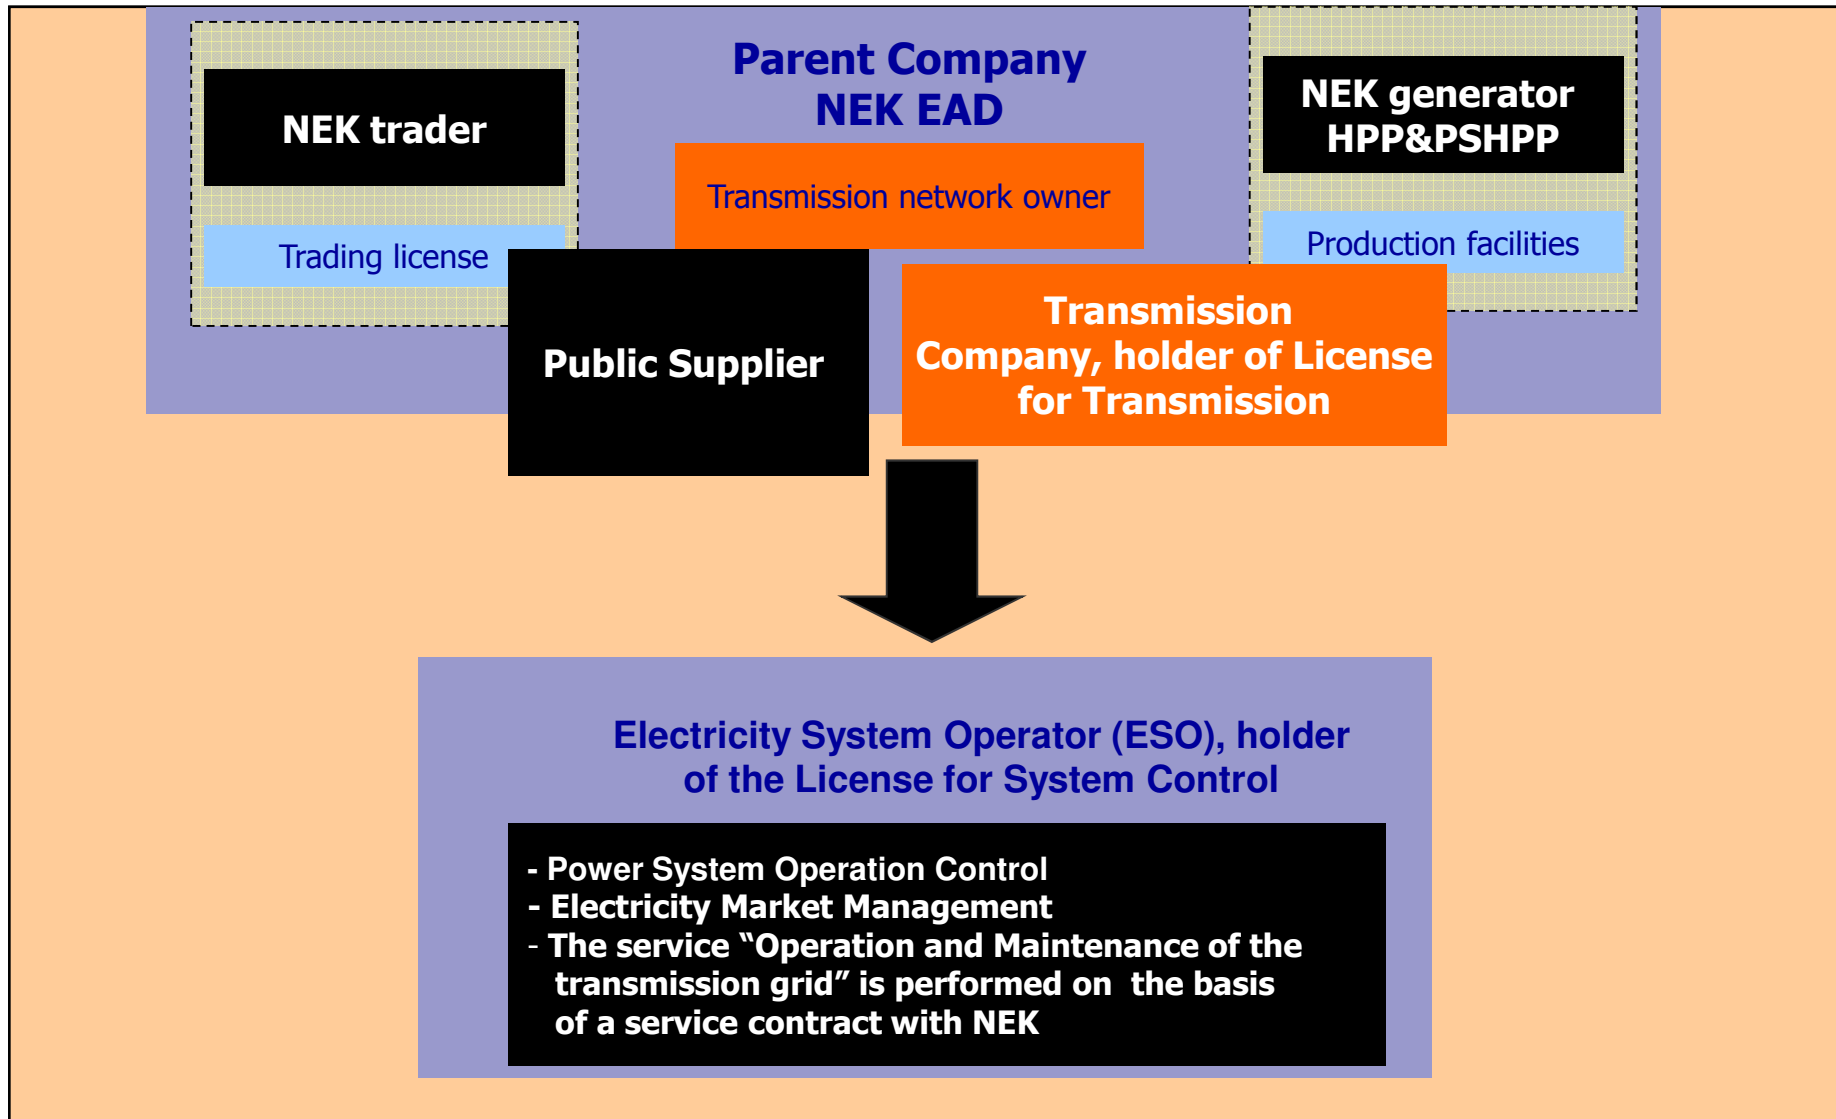 Parent Company
NEK EAD
NEK trader
Trading license
Transmission network owner
NEK generator
HPP&PSHPP
Production facilities
Public Supplier
Transmission
Company, holder of License
for Transmission
Electricity System Operator (ESO), holder
of the License for System Control
- Power System Operation Control
- Electricity Market Management
- The service “Operation and Maintenance of the
transmission grid” is performed on the basis
of a service contract with NEK